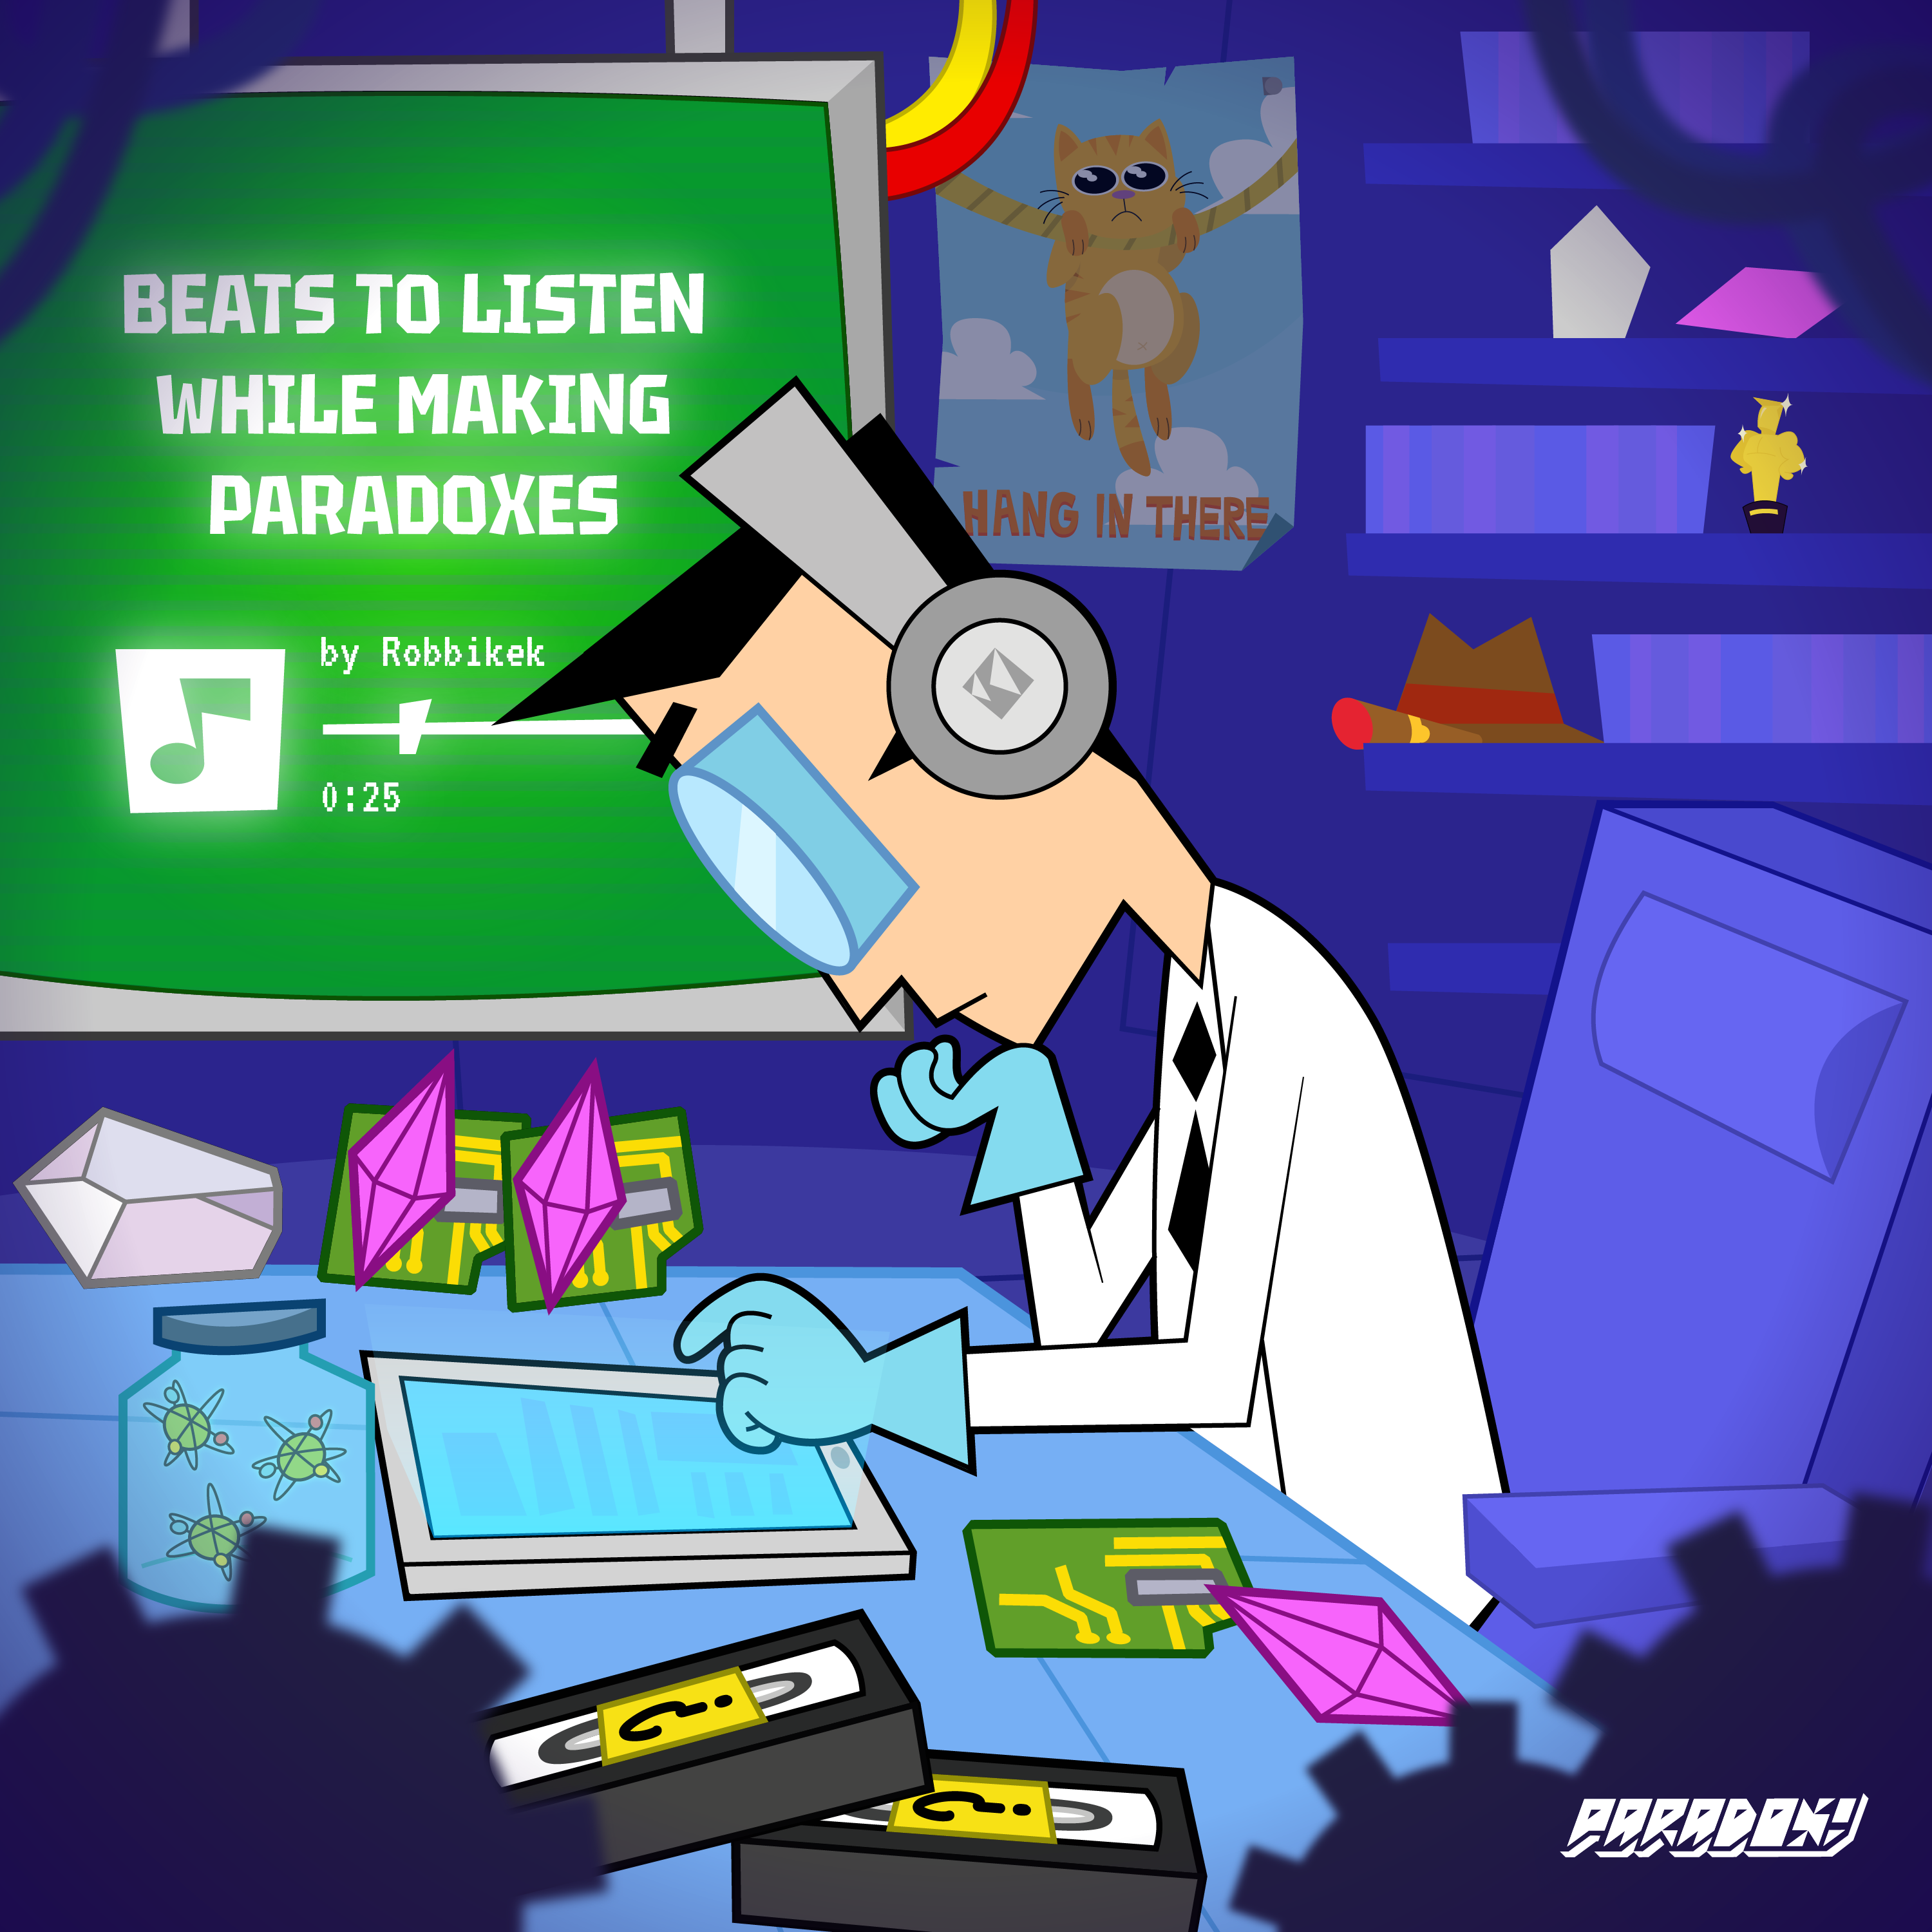 BEATS TO LISTEN
WHILE MAKING
PARADOXES
by Robbikek
0:25
HANG IN THERE
PARADOXY